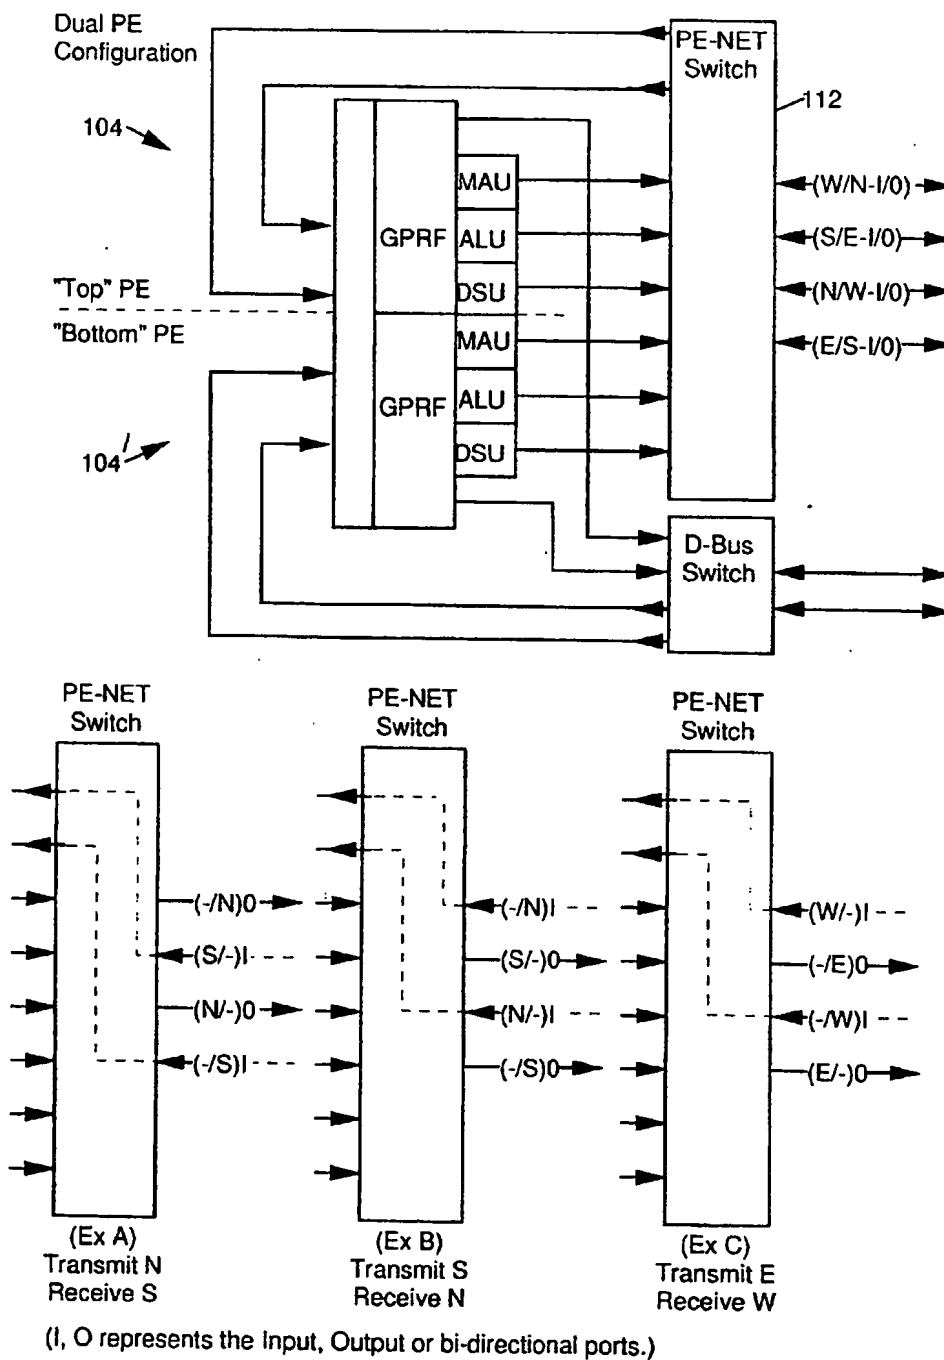 Dual PE
Configuration
PE-NET
Switch
112
104
MAU
(W/N-I/0)
GPRF
ALU
(S/E-I/0)
"Top" PE
DSU
(N/W-I/0)
"Bottom" PE
MAU
(E/S-I/0)
GPRF
ALU
104'
DSU
D-Bus
Switch
PE-NET
Switch
PE-NET
Switch
PE-NET
Switch
(-/N)0
(S/-)I
(N/-)0
(-/S)I
(-/N)I
(S/-)0
(N/-)I
(-/S)0
(W/-)I
(-/E)0
(-/W)I
(E/-)0
(Ex A)
Transmit N
Receive S
(Ex B)
Transmit S
Receive N
(Ex C)
Transmit E
Receive W
(I, O represents the Input, Output or bi-directional ports.)